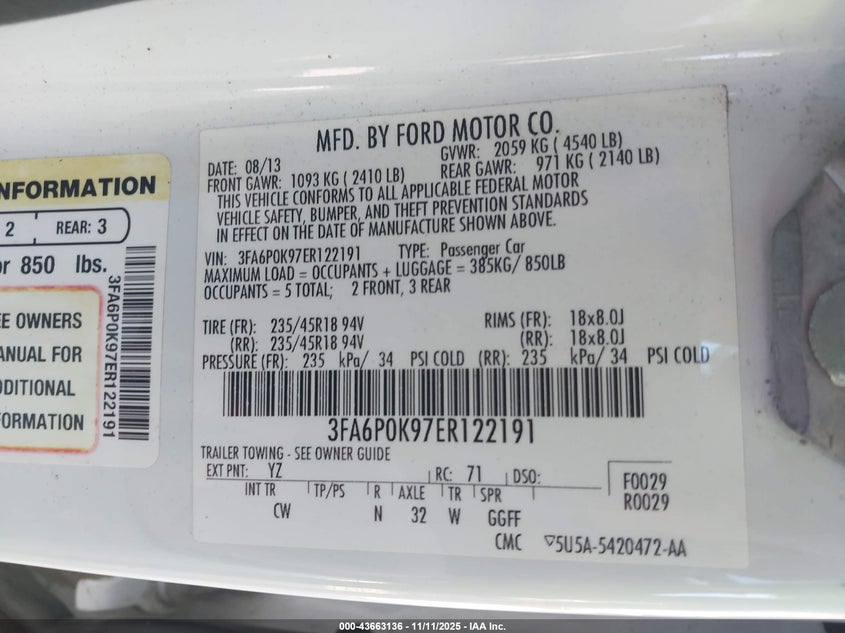 NFORMATION
2 REAR: 3
or 850 lbs.
EE OWNERS
ANUAL FOR
DDITIONAL
FORMATION
3FA6P0K97ER122191
MFD. BY FORD MOTOR CO.
DATE: 08/13 GVWR: 2059 KG ( 4540 LB)
FRONT GAWR: 1093 KG ( 2410 LB) REAR GAWR: 971 KG ( 2140 LB)
THIS VEHICLE CONFORMS TO ALL APPLICABLE FEDERAL MOTOR
VEHICLE SAFETY, BUMPER, AND THEFT PREVENTION STANDARDS
IN EFFECT ON THE DATE OF MANUFACTURE SHOWN ABOVE.
VIN: 3FA6P0K97ER122191 TYPE: Passenger Car
MAXIMUM LOAD = OCCUPANTS + LUGGAGE = 385KG/ 850LB
OCCUPANTS = 5 TOTAL; 2 FRONT, 3 REAR
TIRE (FR): 235/45R18 94V RIMS (FR): 18x8.0J
(RR): 235/45R18 94V (RR): 18x8.0J
PRESSURE (FR): 235 kPa/ 34 PSI COLD (RR): 235 kPa/ 34 PSI COLD
3FA6P0K97ER122191
TRAILER TOWING - SEE OWNER GUIDE
EXT PNT: YZ RC: 71 DSO: F0029
INT TR TP/PS R AXLE TR SPR R0029
CW N 32 W GGFF
CMC ▽5U5A-5420472-AA
000-43663136 - 11/11/2025 - IAA Inc.